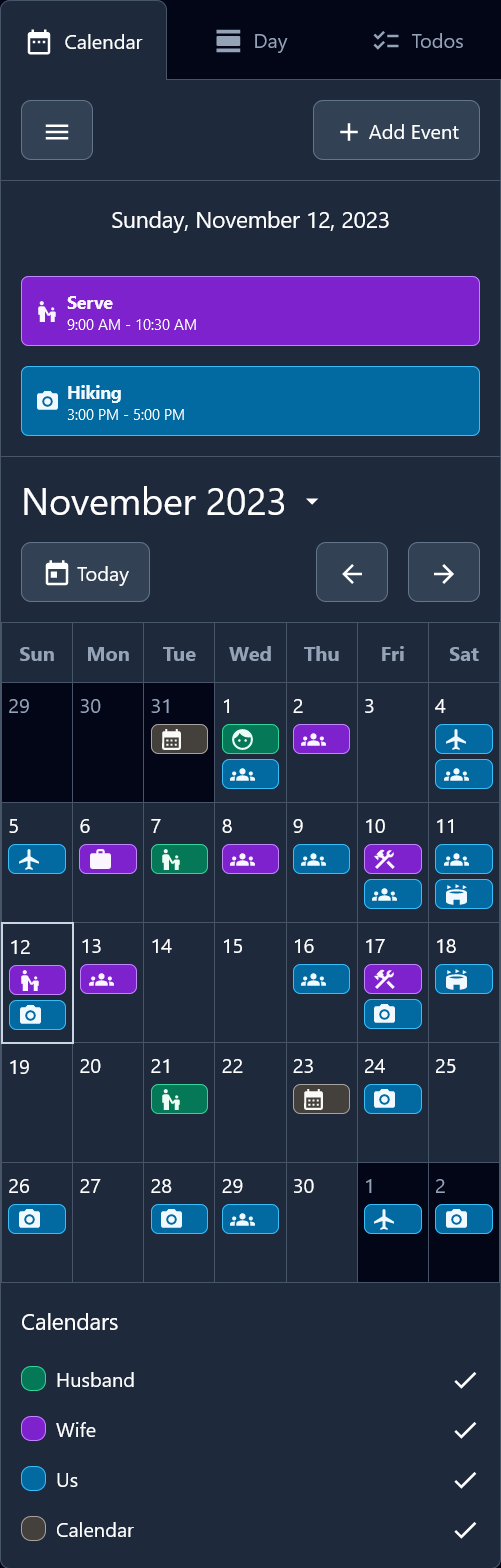 Calendar Day Todos
Add Event
Sunday, November 12, 2023
Serve
9:00 AM - 10:30 AM
Hiking
3:00 PM - 5:00 PM
November 2023
Today
Sun Mon Tue Wed Thu Fri Sat
29 30 31 1 2 3 4
5 6 7 8 9 10 11
12 13 14 15 16 17 18
19 20 21 22 23 24 25
26 27 28 29 30 1 2
Calendars
Husband
Wife
Us
Calendar